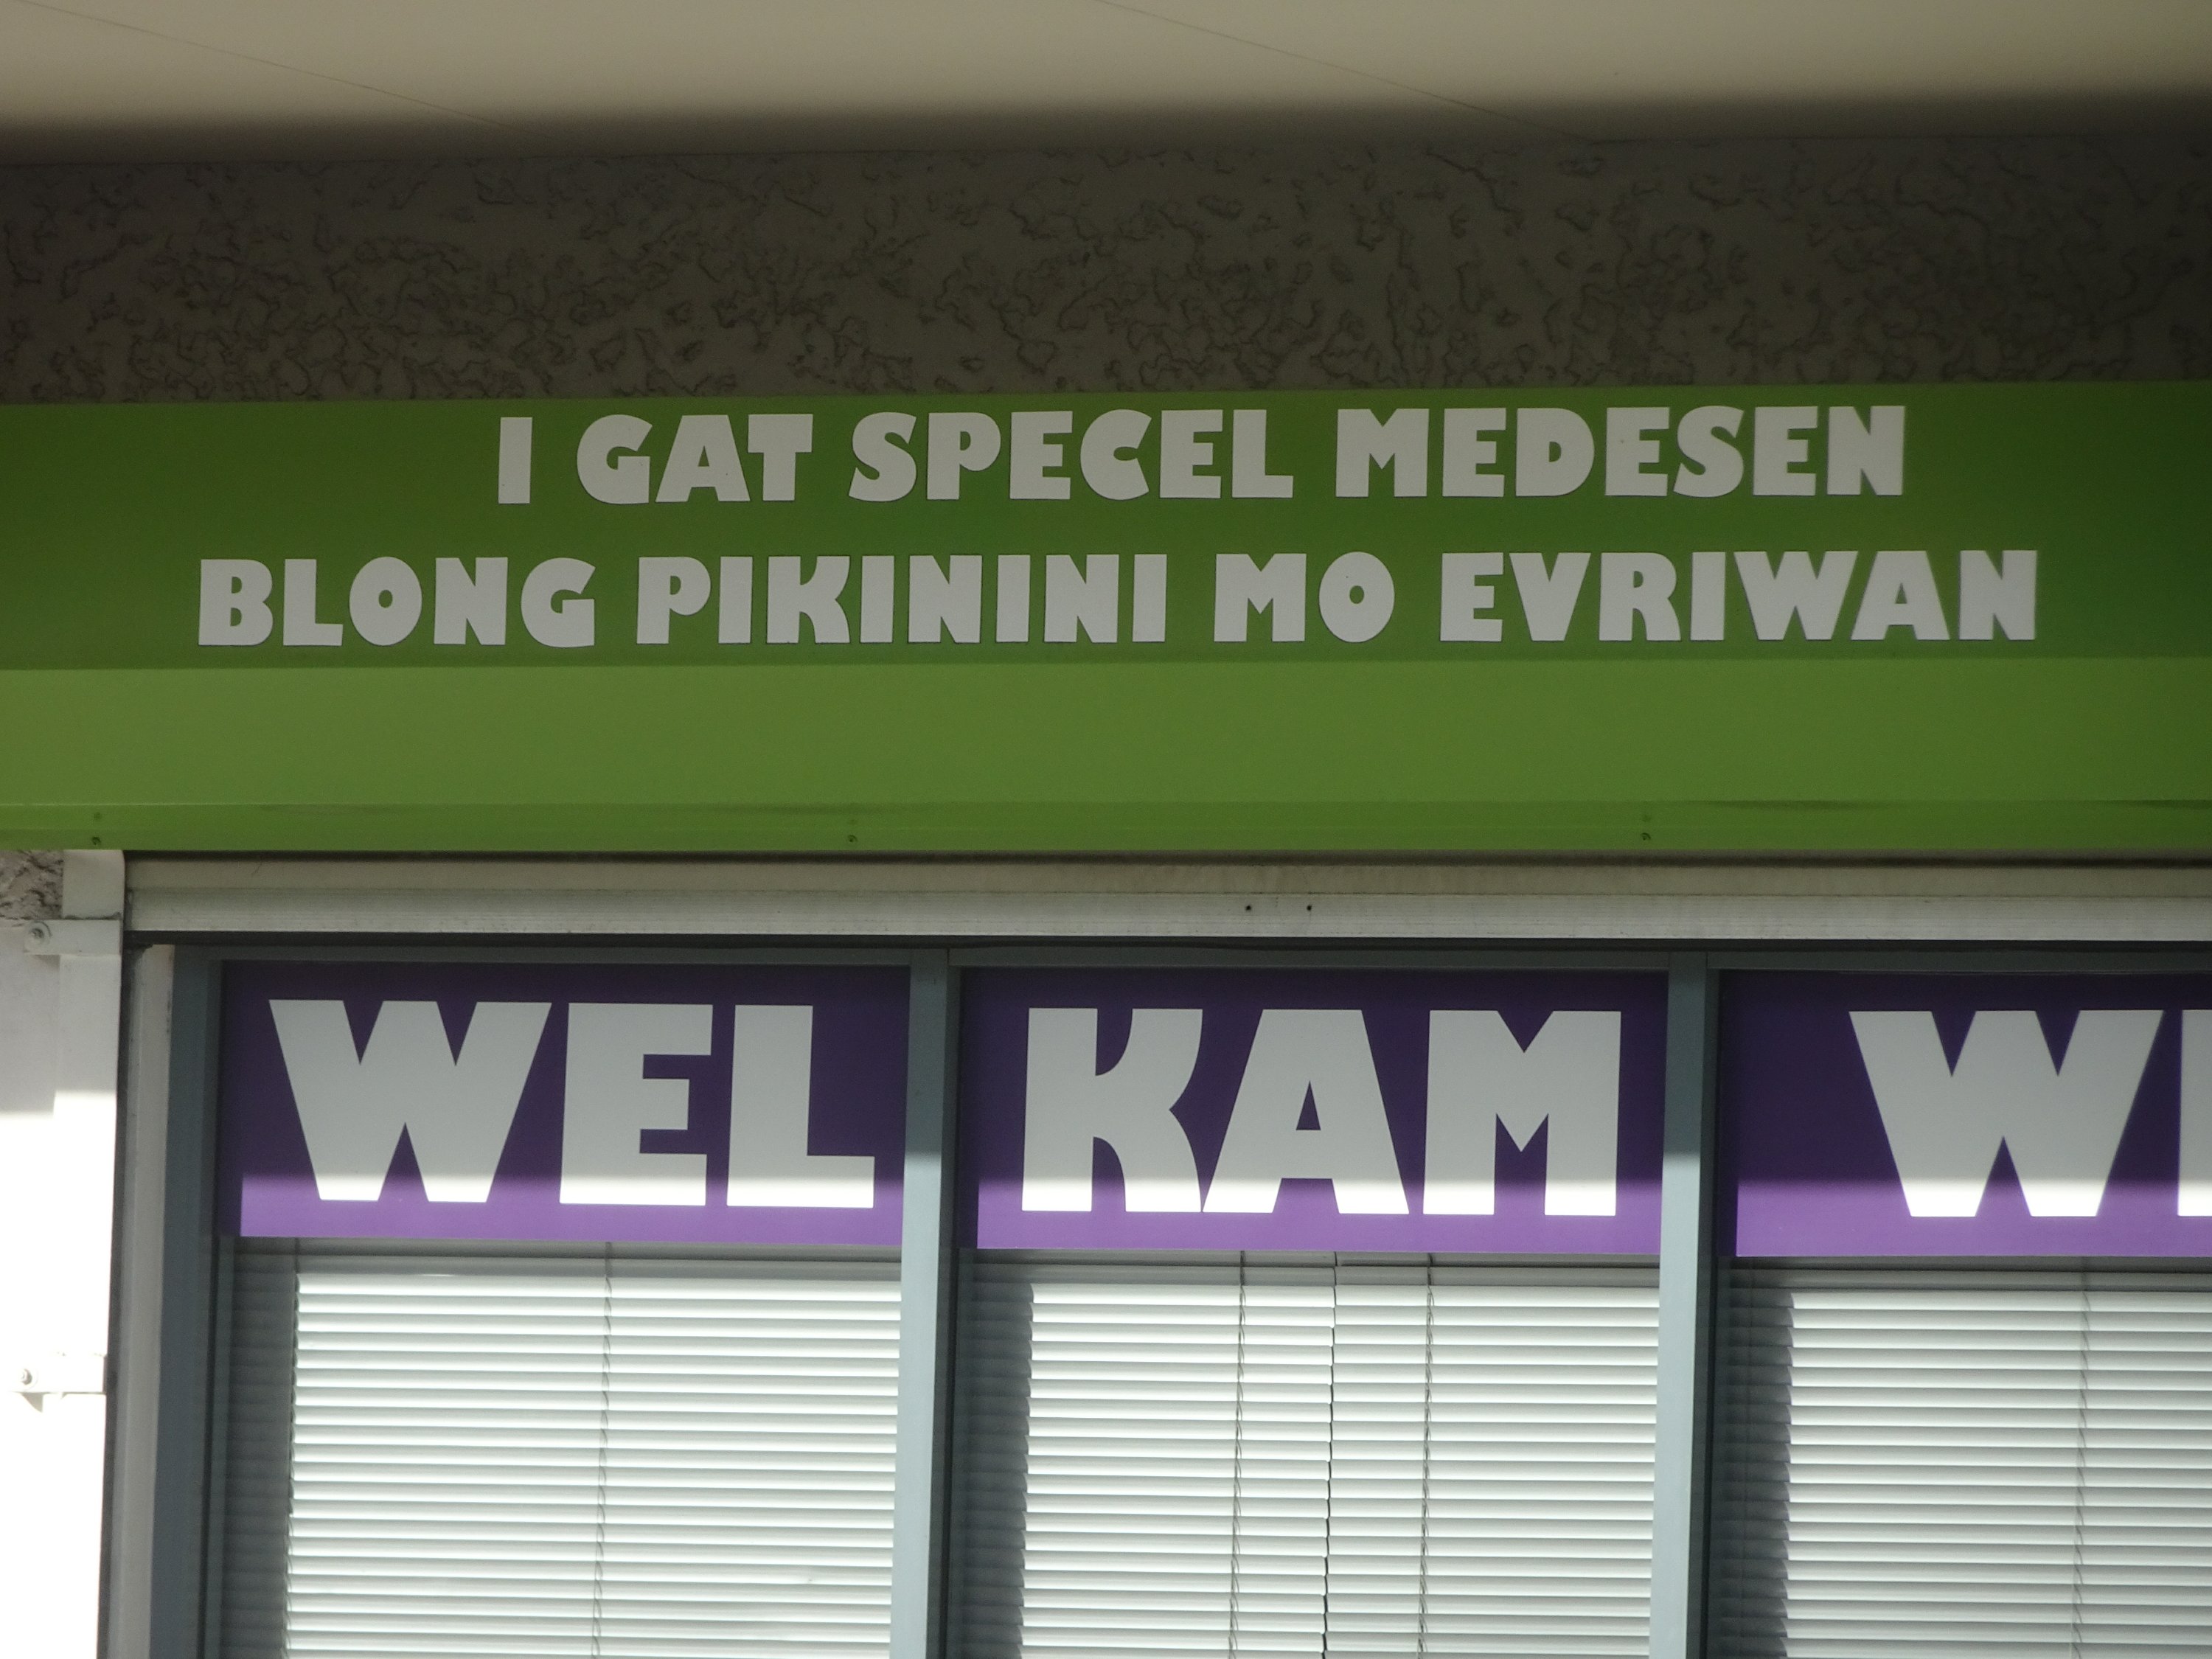 I GAT SPECEL MEDESEN
BLONG PIKININI MO EVRIWAN
WEL KAM